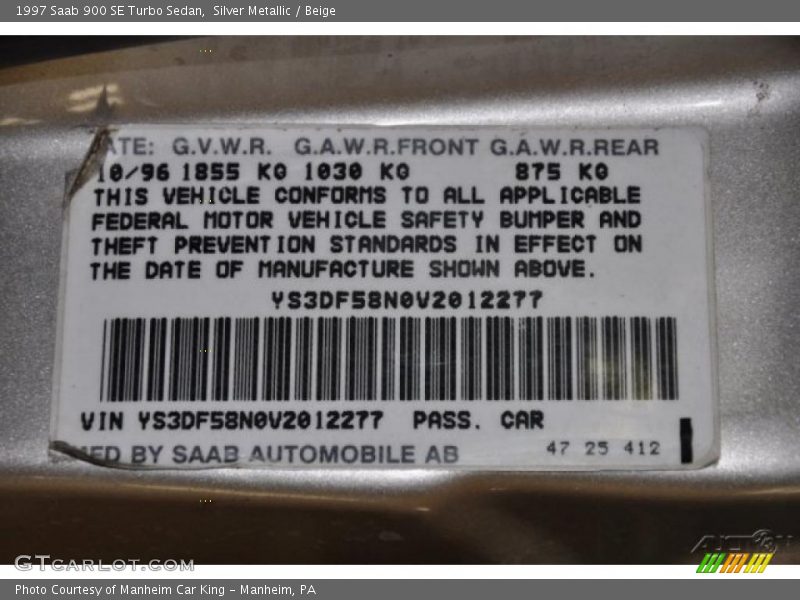 1997 Saab 900 SE Turbo Sedan, Silver Metallic / Beige
ATE: G.V.W.R. G.A.W.R.FRONT G.A.W.R.REAR
10/96 1855 KG 1030 KG 875 KG
THIS VEHICLE CONFORMS TO ALL APPLICABLE
FEDERAL MOTOR VEHICLE SAFETY BUMPER AND
THEFT PREVENTION STANDARDS IN EFFECT ON
THE DATE OF MANUFACTURE SHOWN ABOVE.
YS3DF58N0V2012277
VIN YS3DF58N0V2012277 PASS. CAR
MFD BY SAAB AUTOMOBILE AB 47 25 412
GTCarLot.com
Photo Courtesy of Manheim Car King - Manheim, PA